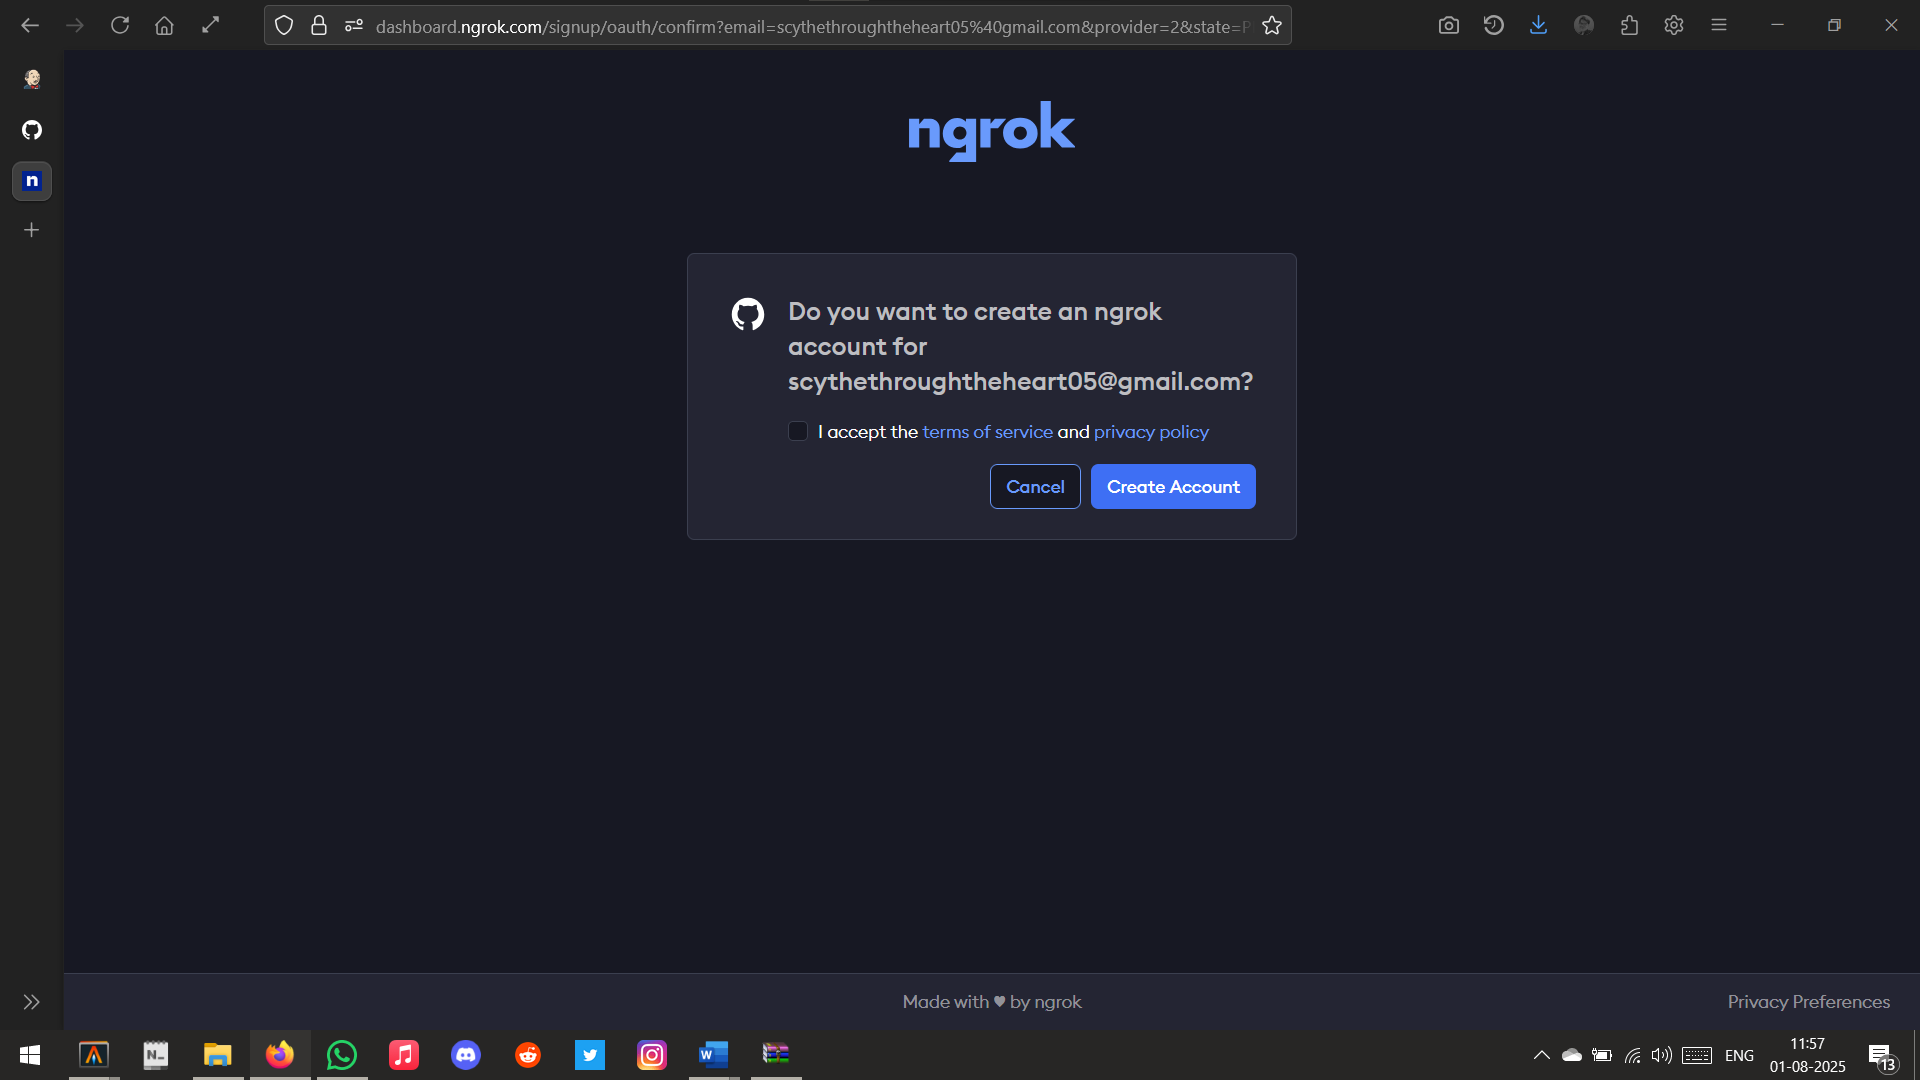 dashboard.ngrok.com/signup/oauth/confirm?email=scythethroughtheheart05%40gmail.com&provider=2&state=
n
ngrok
Do you want to create an ngrok
account for
scythethroughtheheart05@gmail.com?
I accept the terms of service and privacy policy
Cancel
Create Account
Made with ♥ by ngrok
Privacy Preferences
N_
W
ENG
11:57
01-08-2025
13